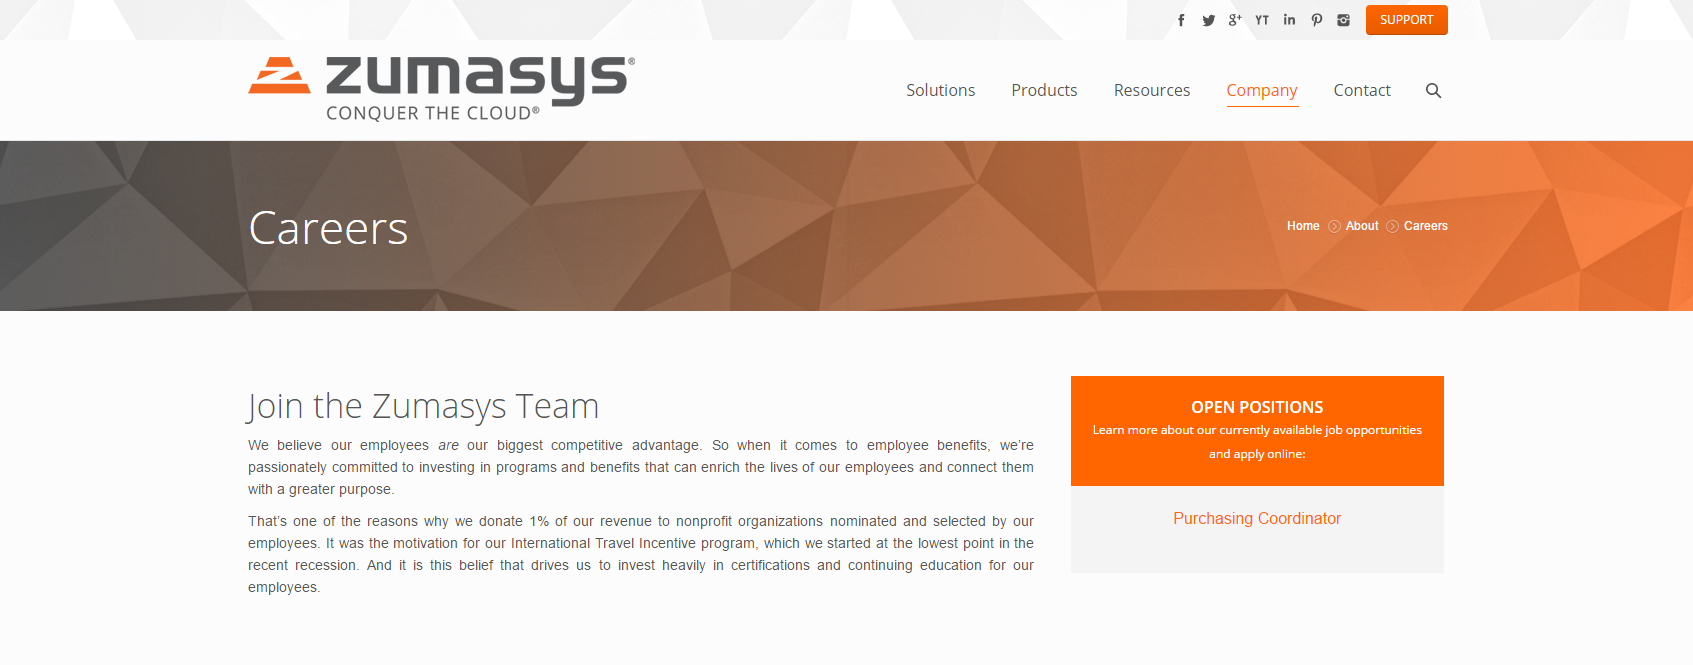 f g+ YT in
SUPPORT
zumasys®
CONQUER THE CLOUD®
Solutions Products Resources Company Contact
Careers
Home About Careers
Join the Zumasys Team
We believe our employees are our biggest competitive advantage. So when it comes to employee benefits, we're
passionately committed to investing in programs and benefits that can enrich the lives of our employees and connect them
with a greater purpose.
That's one of the reasons why we donate 1% of our revenue to nonprofit organizations nominated and selected by our
employees. It was the motivation for our International Travel Incentive program, which we started at the lowest point in the
recent recession. And it is this belief that drives us to invest heavily in certifications and continuing education for our
employees.
OPEN POSITIONS
Learn more about our currently available job opportunities
and apply online:
Purchasing Coordinator